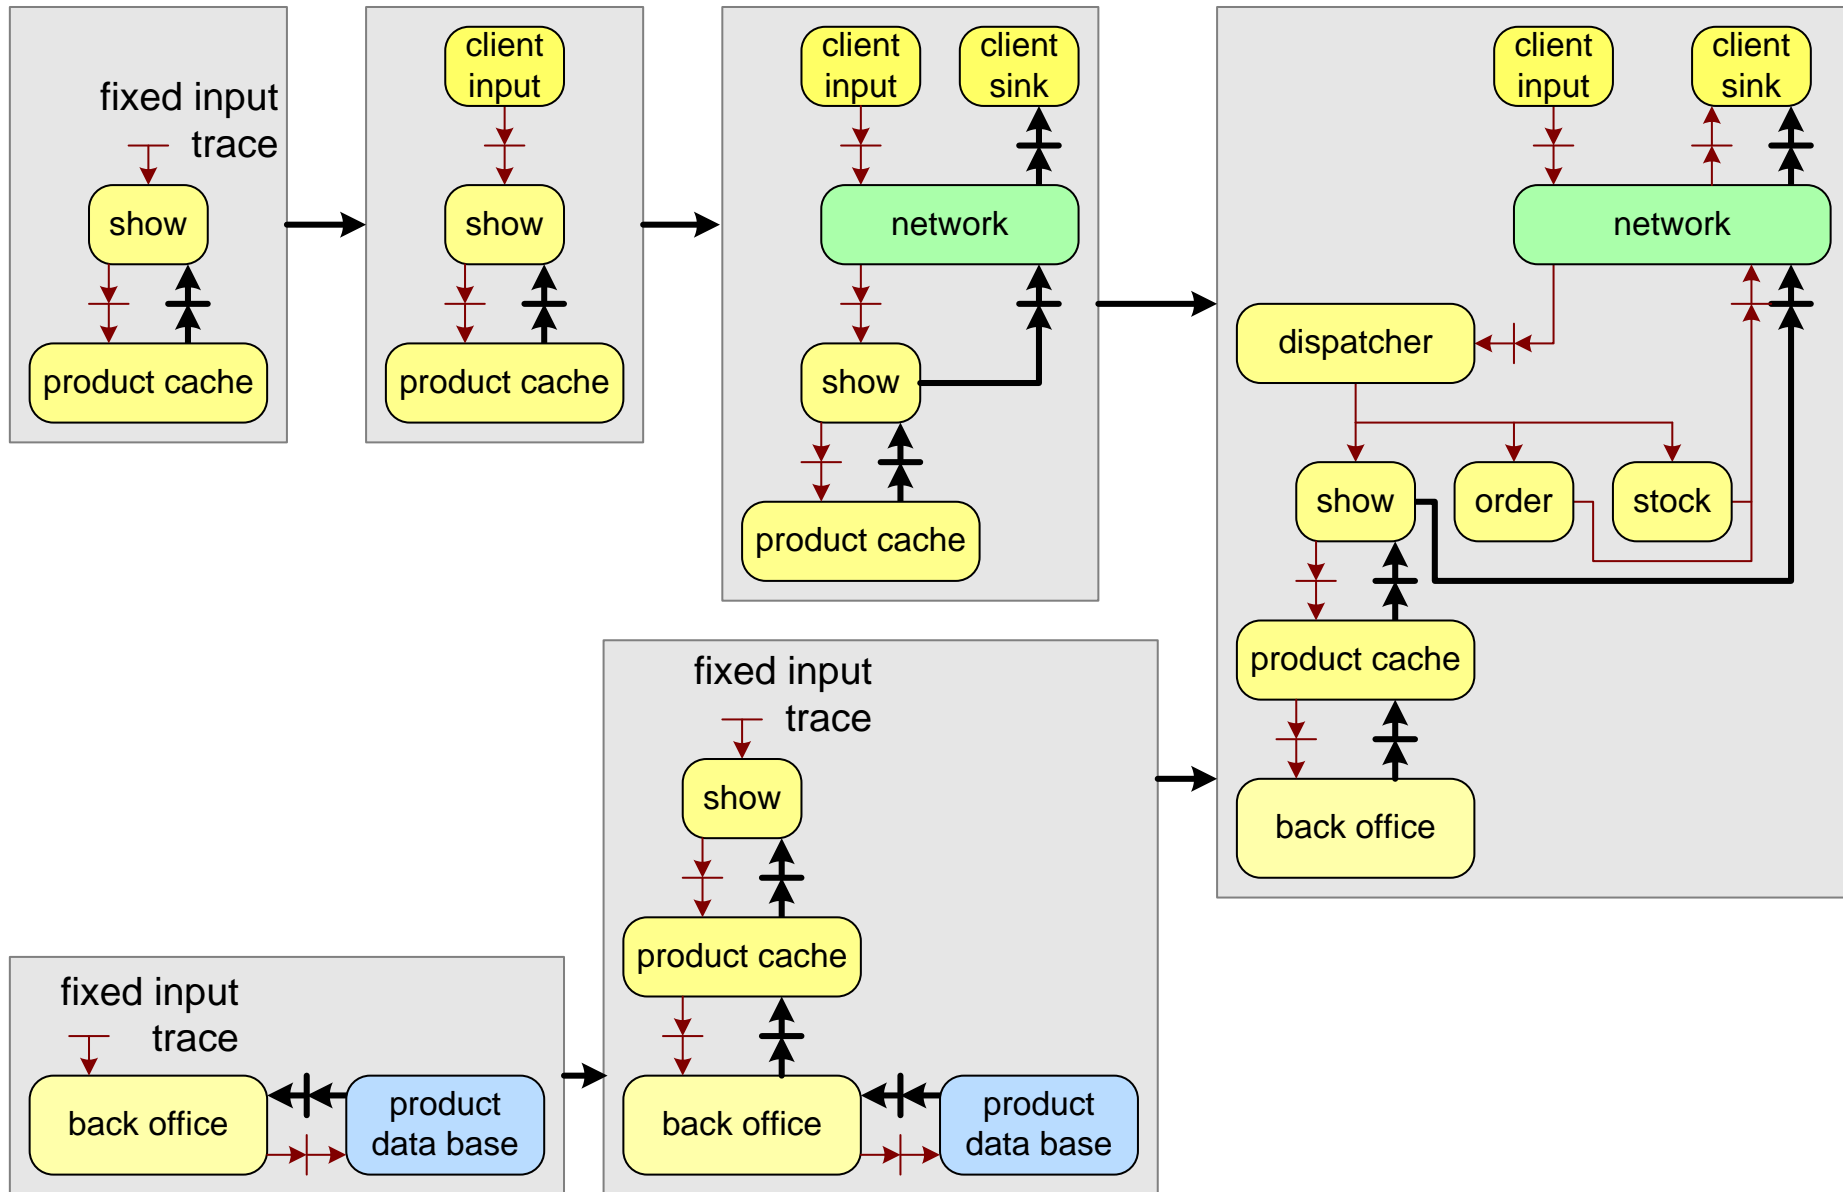 fixed input
trace
show
product cache
client
input
show
product cache
client
input
client
sink
network
show
product cache
client
input
client
sink
network
dispatcher
show
order
stock
product cache
back office
fixed input
trace
show
product cache
back office
product
data base
fixed input
trace
back office
product
data base